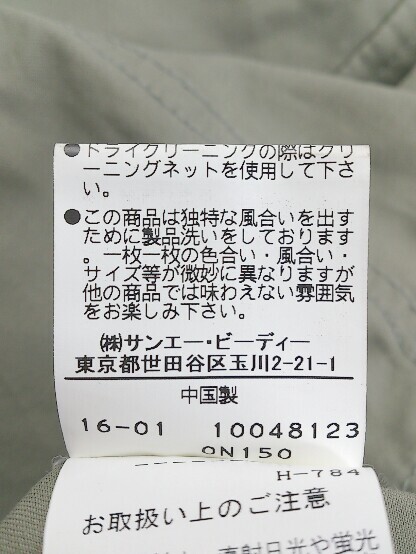 ●ドライクリーニングの際はクリ
ーニングネットを使用して下さ
い。
●この商品は独特な風合いを出す
ために製品洗いをしております
。一枚一枚の色合い・風合い・
サイズ等が微妙に異なりますが
他の商品では味わえない雰囲気
をお楽しみ下さい。
㈱サンエー・ビーディー
東京都世田谷区玉川2-21-1
中国製
16-01 10048123
0N150
H-784
お取扱い上のご注意
直射日光や蛍光